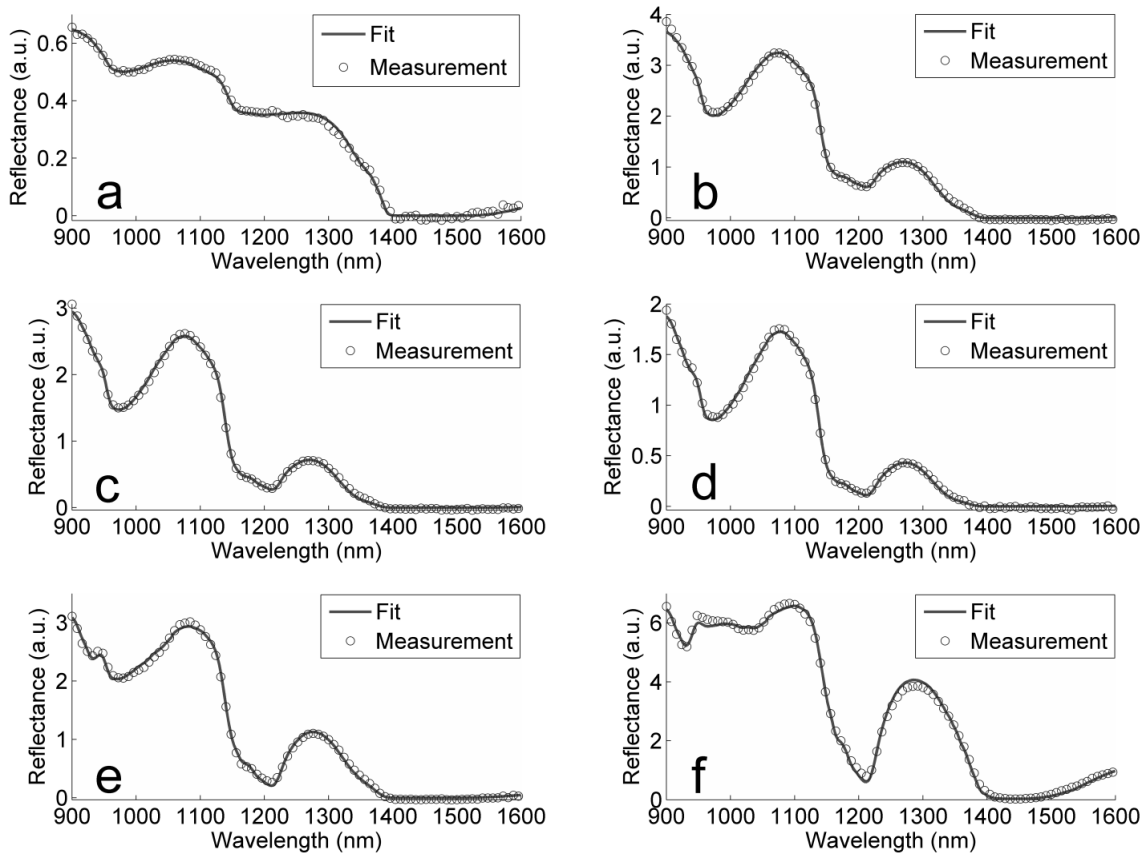 Reflectance (a.u.)
0.6
0.4
0.2
0
Fit
Measurement
a
900 1000 1100 1200 1300 1400 1500 1600
Wavelength (nm)
Reflectance (a.u.)
4
3
2
1
0
Fit
Measurement
b
900 1000 1100 1200 1300 1400 1500 1600
Wavelength (nm)
Reflectance (a.u.)
3
2
1
0
Fit
Measurement
c
900 1000 1100 1200 1300 1400 1500 1600
Wavelength (nm)
Reflectance (a.u.)
2
1.5
1
0.5
0
Fit
Measurement
d
900 1000 1100 1200 1300 1400 1500 1600
Wavelength (nm)
Reflectance (a.u.)
3
2
1
0
Fit
Measurement
e
900 1000 1100 1200 1300 1400 1500 1600
Wavelength (nm)
Reflectance (a.u.)
6
4
2
0
Fit
Measurement
f
900 1000 1100 1200 1300 1400 1500 1600
Wavelength (nm)